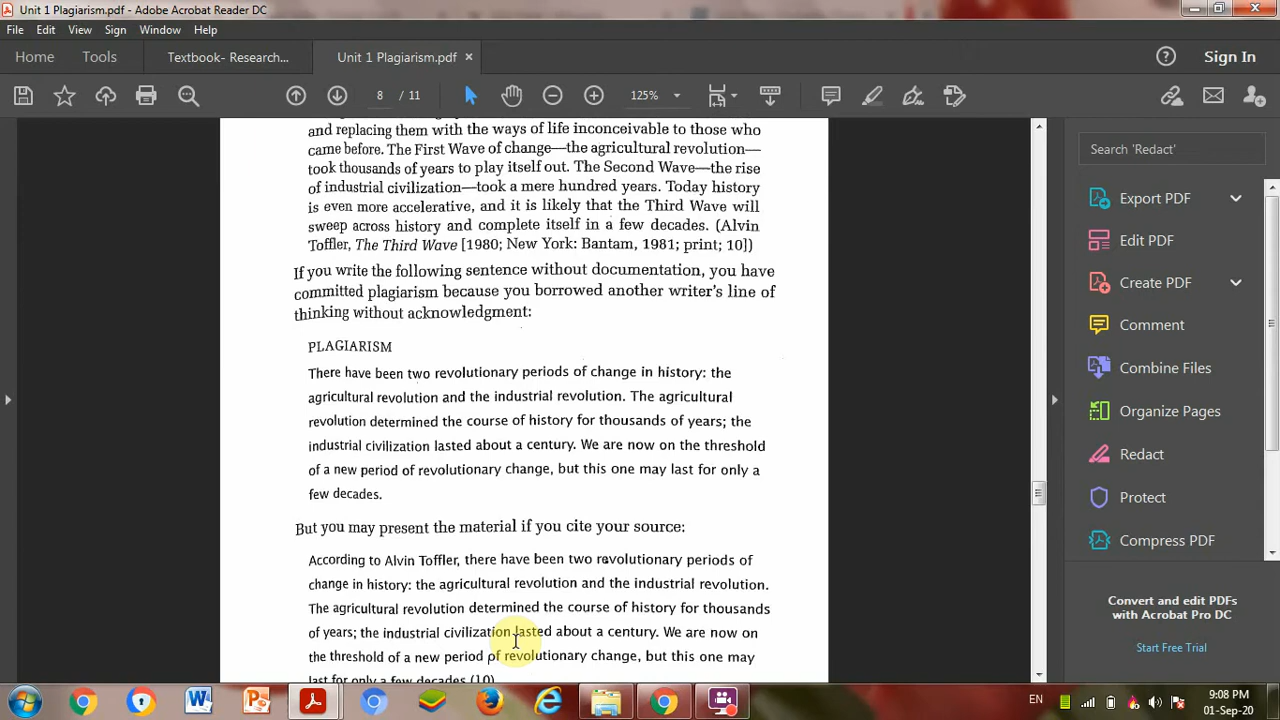 Unit 1 Plagiarism.pdf - Adobe Acrobat Reader DC
File Edit View Sign Window Help
Home Tools Textbook- Research... Unit 1 Plagiarism.pdf × Sign In
8 / 11 125%
and replacing them with the ways of life inconceivable to those who
came before. The First Wave of change—the agricultural revolution—
took thousands of years to play itself out. The Second Wave—the rise
of industrial civilization—took a mere hundred years. Today history
is even more accelerative, and it is likely that the Third Wave will
sweep across history and complete itself in a few decades. (Alvin
Toffler, The Third Wave [1980; New York: Bantam, 1981; print; 10])
If you write the following sentence without documentation, you have
committed plagiarism because you borrowed another writer's line of
thinking without acknowledgment:
PLAGIARISM
There have been two revolutionary periods of change in history: the
agricultural revolution and the industrial revolution. The agricultural
revolution determined the course of history for thousands of years; the
industrial civilization lasted about a century. We are now on the threshold
of a new period of revolutionary change, but this one may last for only a
few decades.
But you may present the material if you cite your source:
According to Alvin Toffler, there have been two revolutionary periods of
change in history: the agricultural revolution and the industrial revolution.
The agricultural revolution determined the course of history for thousands
of years; the industrial civilization lasted about a century. We are now on
the threshold of a new period of revolutionary change, but this one may
last for only a few decades (10)
Search 'Redact'
Export PDF
Edit PDF
Create PDF
Comment
Combine Files
Organize Pages
Redact
Protect
Compress PDF
Convert and edit PDFs
with Acrobat Pro DC
Start Free Trial
EN
9:08 PM
01-Sep-20